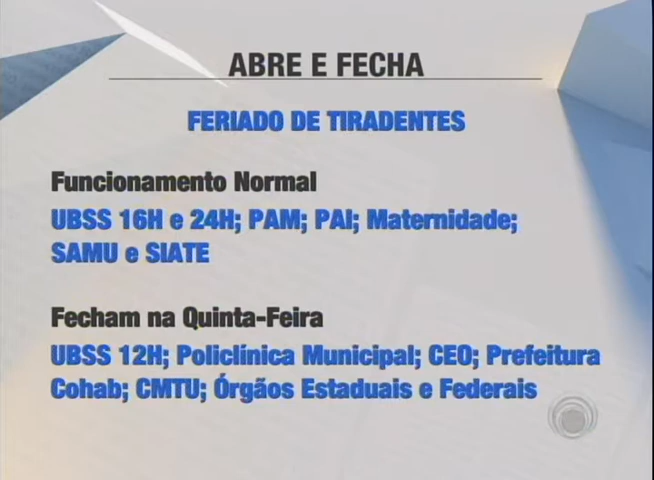 ABRE E FECHA
FERIADO DE TIRADENTES
Funcionamento Normal
UBSS 16H e 24H; PAM; PAI; Maternidade;
SAMU e SIATE
Fecham na Quinta-Feira
UBSS 12H; Policlínica Municipal; CEO; Prefeitura
Cohab; CMTU; Órgãos Estaduais e Federais